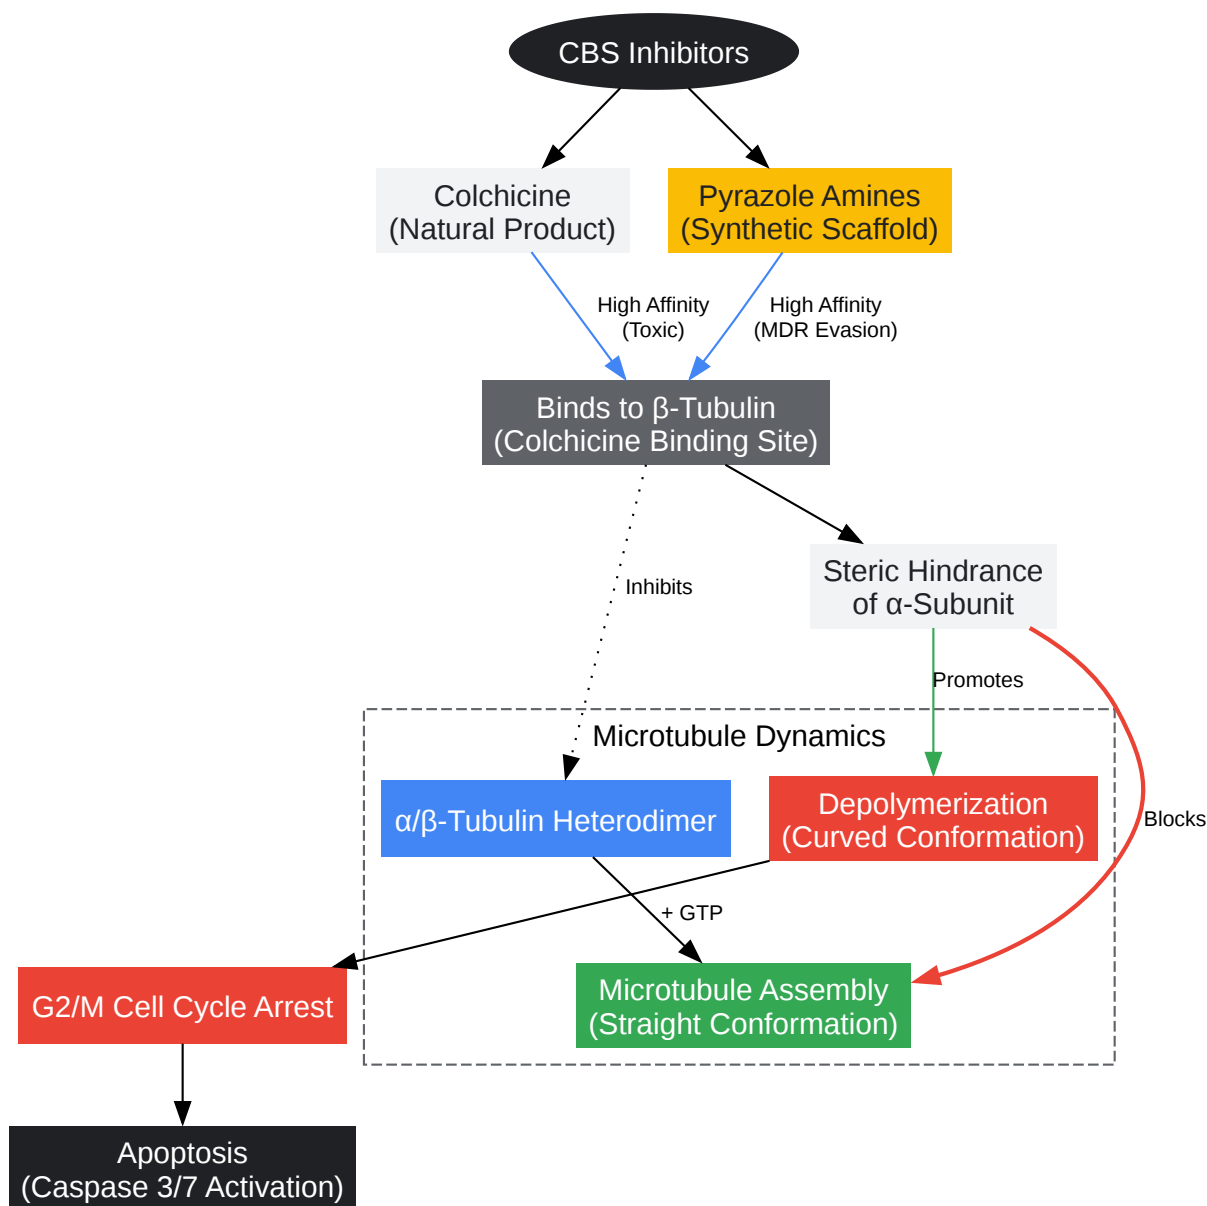 CBS Inhibitors
Colchicine
(Natural Product)
Pyrazole Amines
(Synthetic Scaffold)
High Affinity
(Toxic)
High Affinity
(MDR Evasion)
Binds to β-Tubulin
(Colchicine Binding Site)
Steric Hindrance
of α-Subunit
Inhibits
Promotes
Microtubule Dynamics
α/β-Tubulin Heterodimer
Depolymerization
(Curved Conformation)
Blocks
+ GTP
Microtubule Assembly
(Straight Conformation)
G2/M Cell Cycle Arrest
Apoptosis
(Caspase 3/7 Activation)